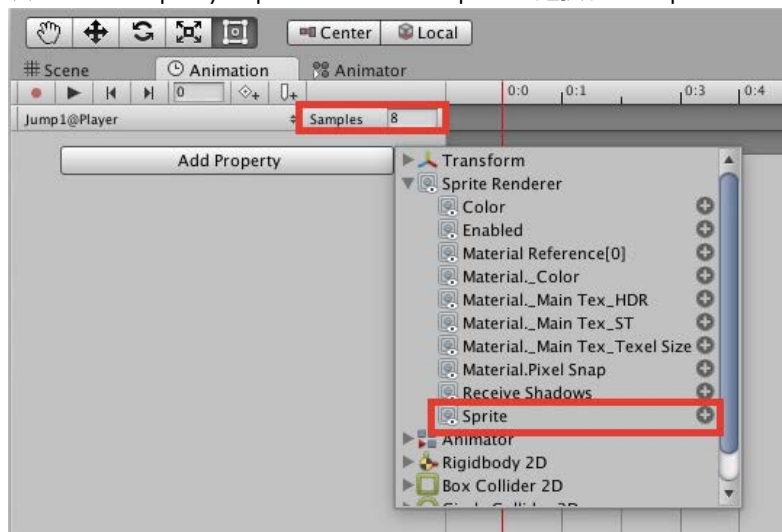 Center Local
# Scene Animation Animator
0 0:0 0:1 0:3 0:4
Jump1@Player Samples 8
Add Property
Transform
Sprite Renderer
Color
Enabled
Material Reference[0]
Material._Color
Material._Main Tex_HDR
Material._Main Tex_ST
Material._Main Tex_Texel Size
Material.Pixel Snap
Receive Shadows
Sprite
Animator
Rigidbody 2D
Box Collider 2D